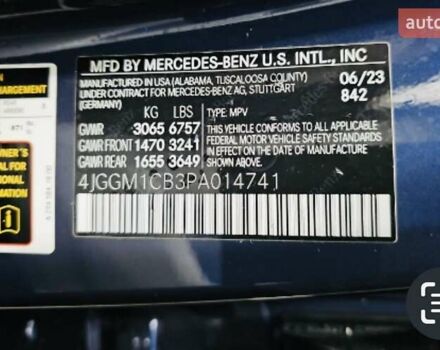 autoria
MFD BY MERCEDES-BENZ U.S. INTL., INC
MANUFACTURED IN USA (ALABAMA, TUSCALOOSA COUNTY) 06/23
UNDER CONTRACT FOR MERCEDES-BENZ AG, STUTTGART 842
(GERMANY)
KG LBS TYPE: MPV
GVWR 3065 6757
GAWR FRONT 1470 3241
GAWR REAR 1655 3649
THIS VEHICLE CONFORMS TO ALL APPLICABLE
FEDERAL MOTOR VEHICLE SAFETY STANDARDS
IN EFFECT ON THE DATE OF MANUFACTURE
SHOWN ABOVE.
4JGGM1CB3PA014741